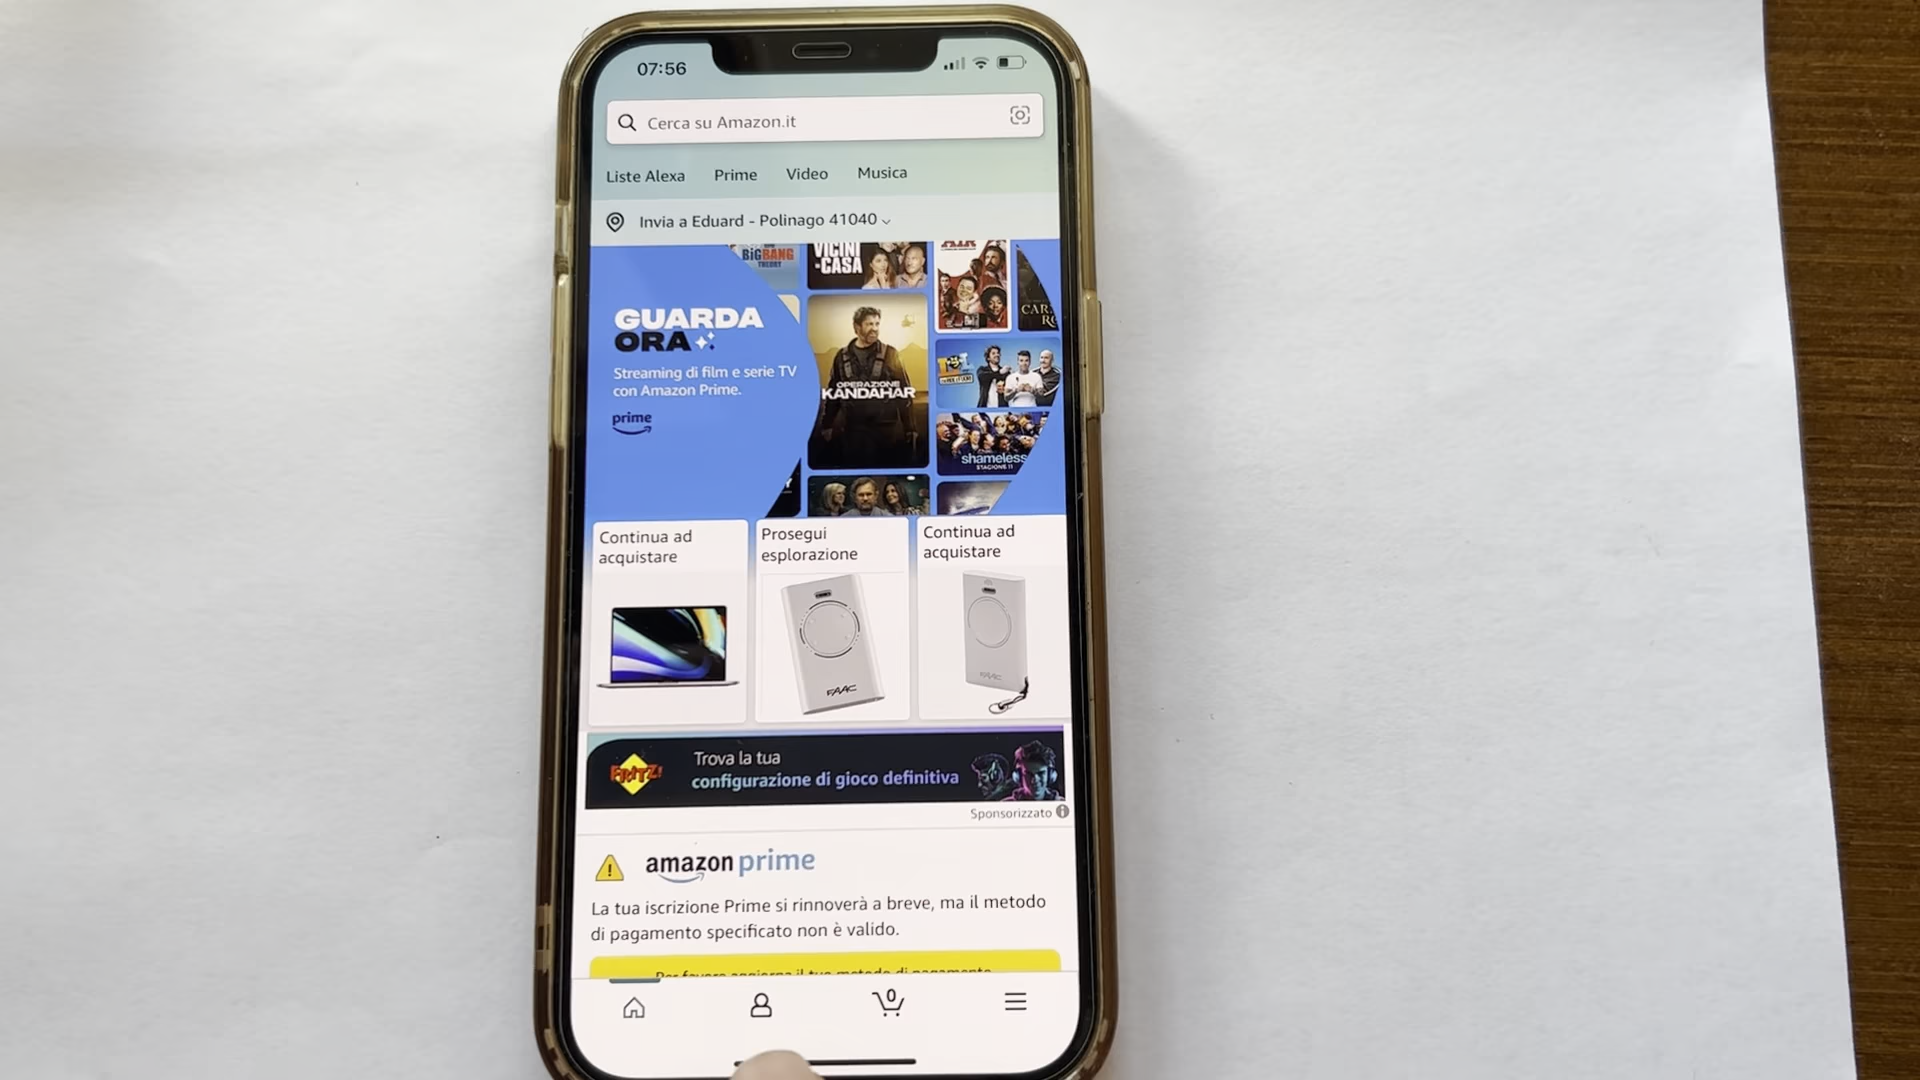 07:56
Cerca su Amazon.it
Liste Alexa Prime Video Musica
Invia a Eduard - Polinago 41040
BIG BANG
THEORY
VICINI
CASA
AIR
GUARDA
ORA
Streaming di film e serie TV
con Amazon Prime.
prime
OPERAZIONE
KANDAHAR
CAR
shameless
STAGIONE 11
Continua ad
acquistare
Prosegui
esplorazione
Continua ad
acquistare
FAAC
FAAC
FRITZ!
Trova la tua
configurazione di gioco definitiva
Sponsorizzato
amazon prime
La tua iscrizione Prime si rinnoverà a breve, ma il metodo
di pagamento specificato non è valido.
Per favore aggiorna il tuo metodo di pagamento
0